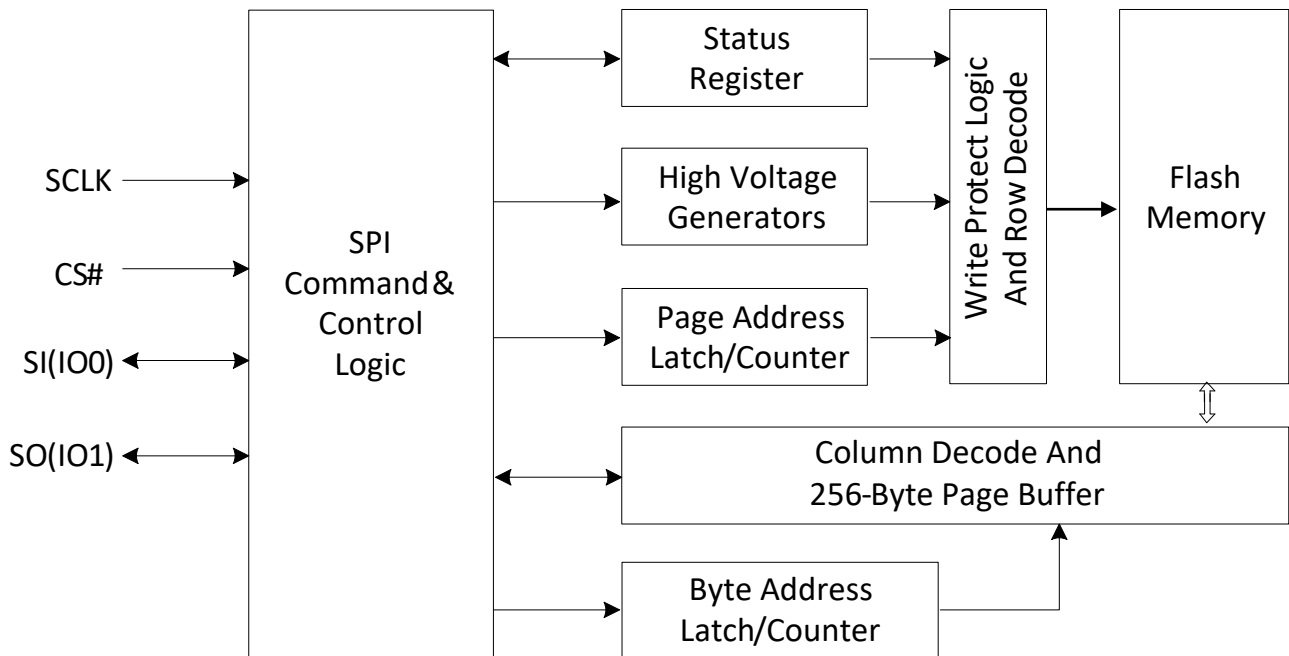 SCLK
CS#
SI(IO0)
SO(IO1)
SPI
Command&
Control
Logic
Status
Register
High Voltage
Generators
Page Address
Latch/Counter
Write Protect Logic
And Row Decode
Flash
Memory
Column Decode And
256-Byte Page Buffer
Byte Address
Latch/Counter